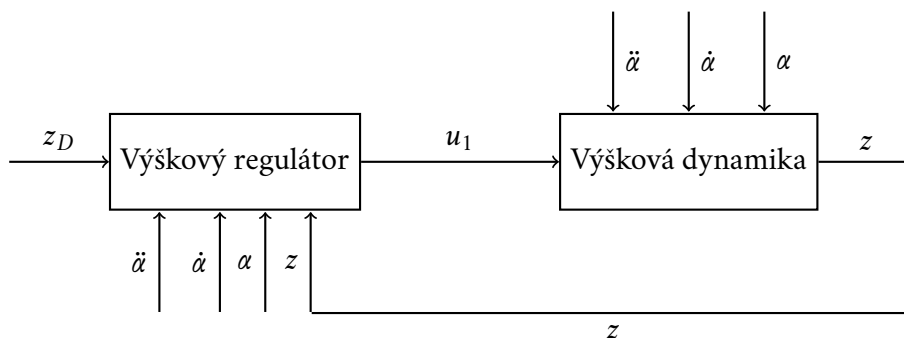 α̈ α̇ α
z_D Výškový regulátor u_1 Výšková dynamika z
α̈ α̇ α z
z